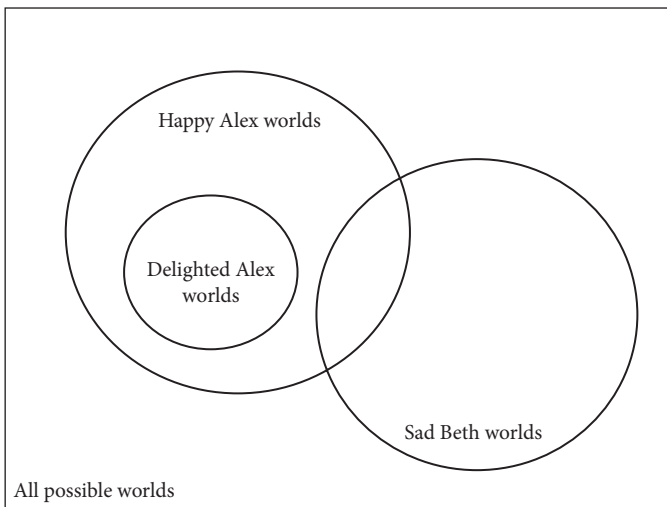 Happy Alex worlds
Delighted Alex
worlds
Sad Beth worlds
All possible worlds